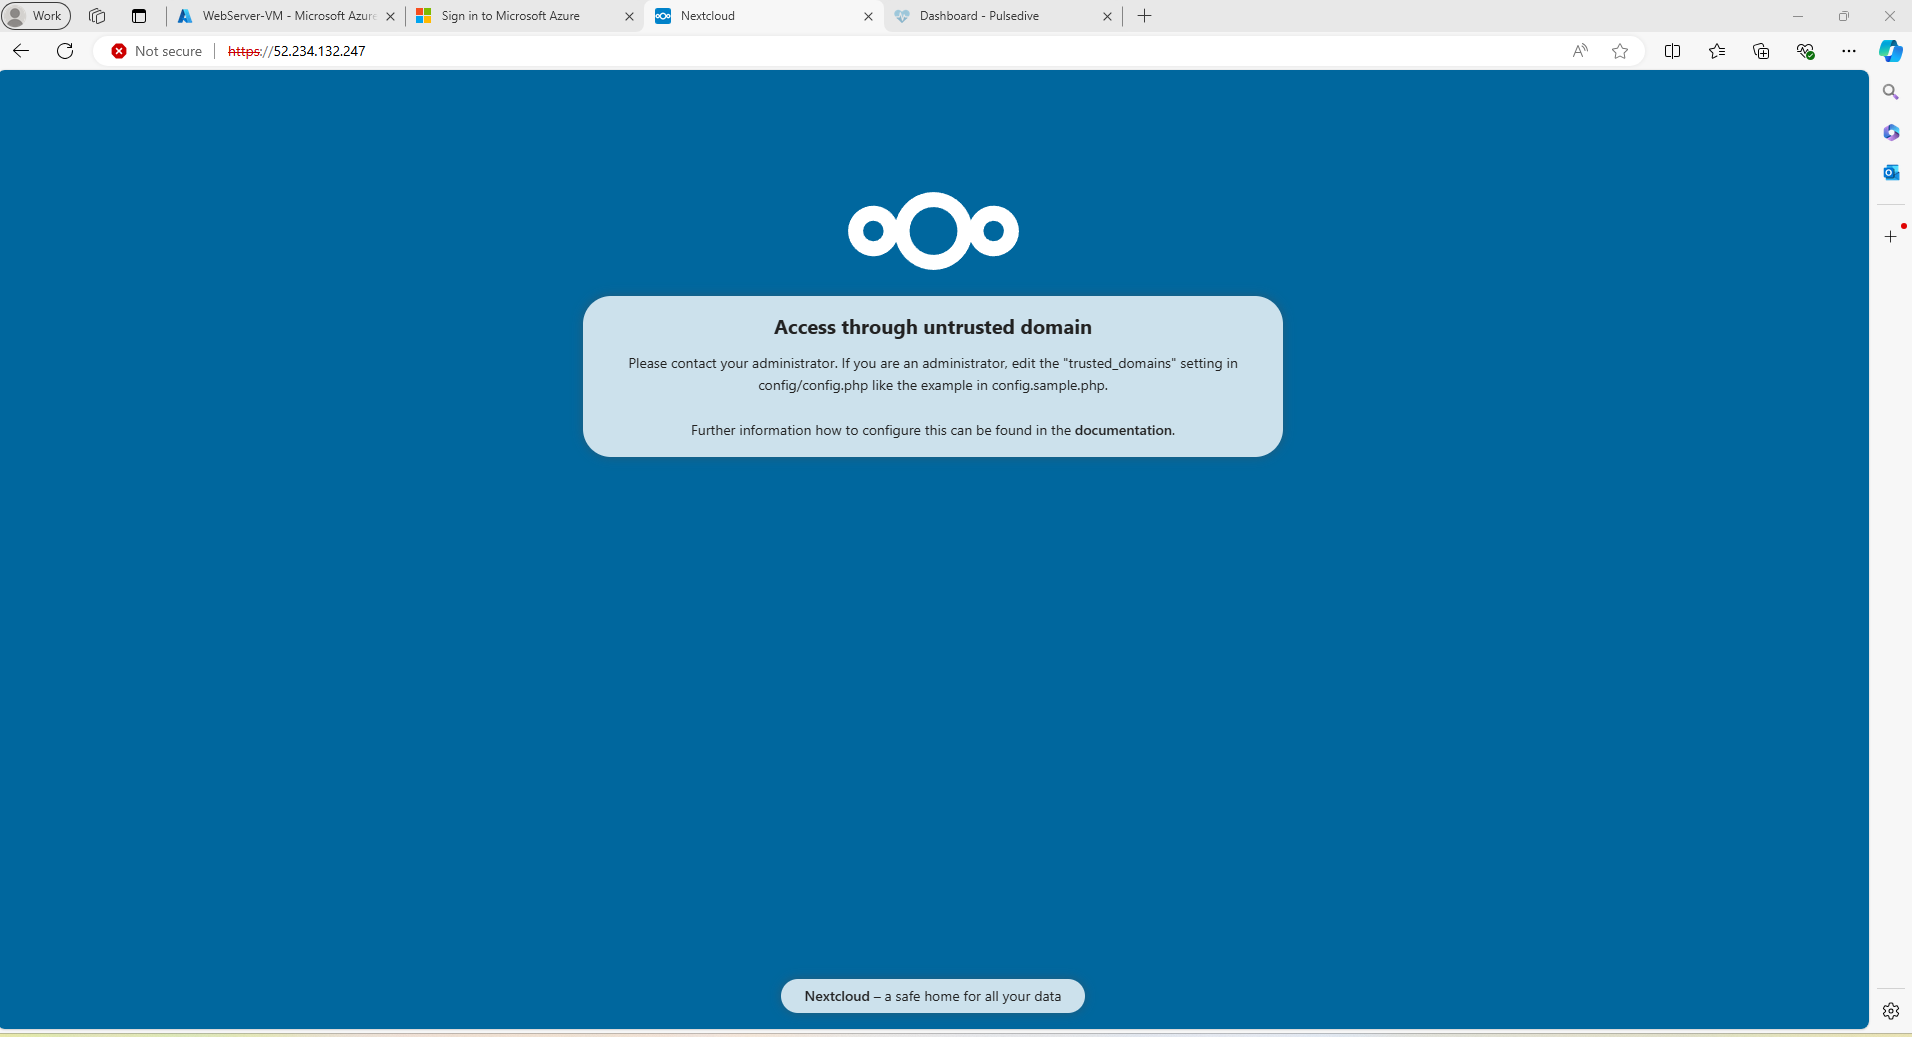 Work
WebServer-VM - Microsoft Azure
Sign in to Microsoft Azure
Nextcloud
Dashboard - Pulsedive
Not secure
https://52.234.132.247
Access through untrusted domain
Please contact your administrator. If you are an administrator, edit the "trusted_domains" setting in
config/config.php like the example in config.sample.php.
Further information how to configure this can be found in the documentation.
Nextcloud – a safe home for all your data